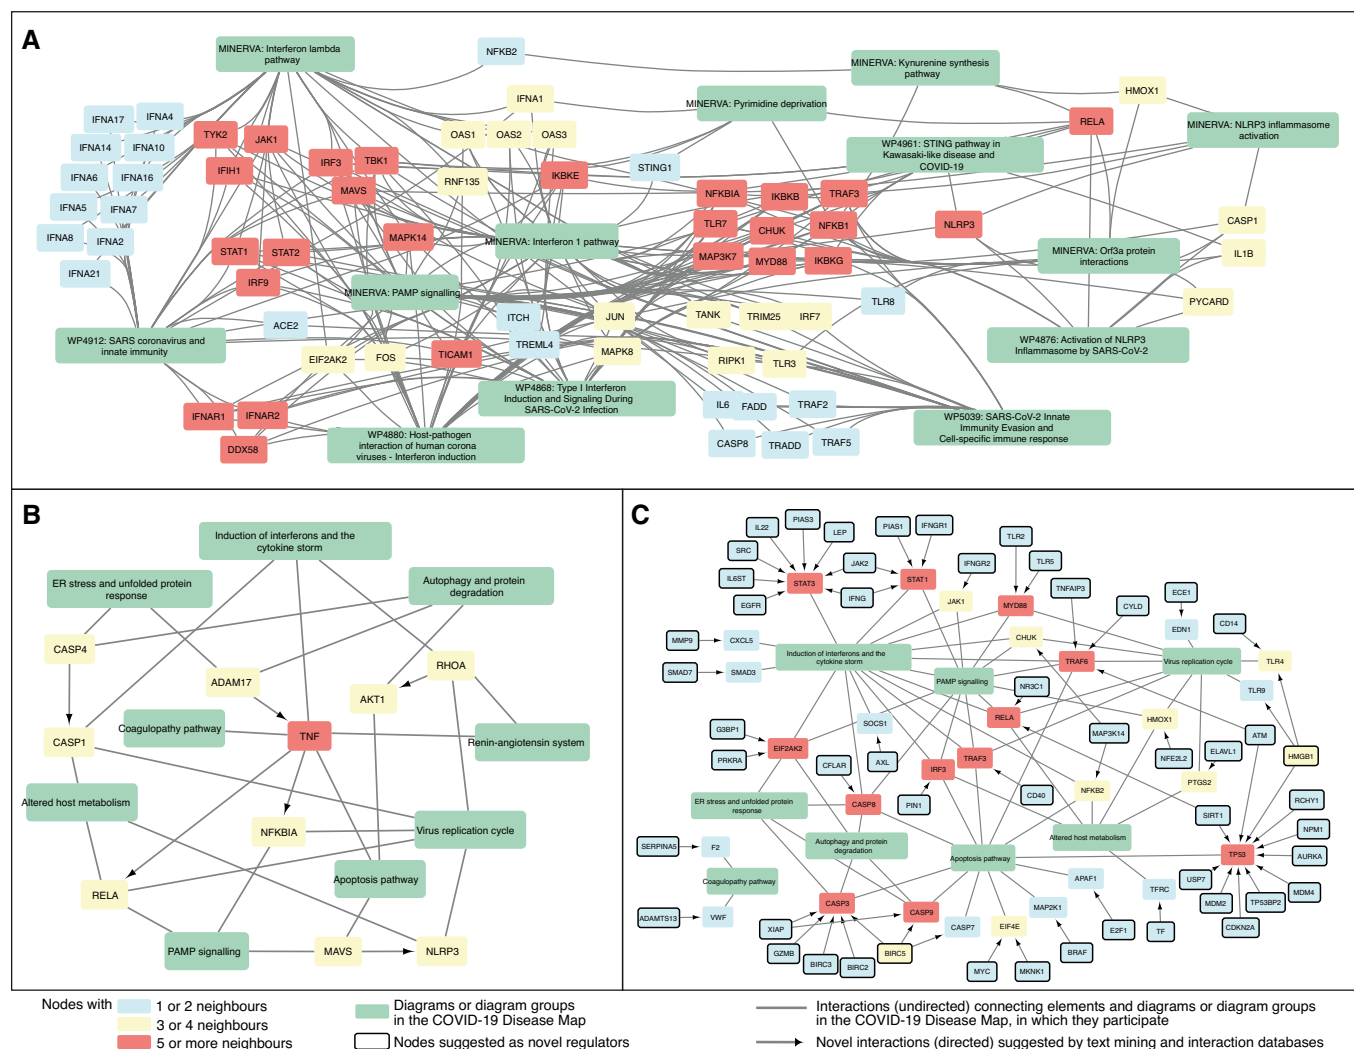 A
MINERVA: Interferon lambda
pathway
NFKB2
MINERVA: Kynurenine synthesis
pathway
HMOX1
IFNA1
MINERVA: Pyrimidine deprivation
IFNA17
IFNA4
RELA
MINERVA: NLRP3 inflammasome
activation
TYK2
JAK1
OAS1
OAS2
OAS3
IFNA14
IFNA10
WP4961: STING pathway in
Kawasaki-like disease and
COVID-19
IRF3
TBK1
IFIH1
STING1
IKBKE
IFNA6
IFNA16
RNF135
MAVS
NFKBIA
IKBKB
TRAF3
IFNA5
IFNA7
CASP1
TLR7
CHUK
NFKB1
NLRP3
IFNA8
IFNA2
MAPK14
MINERVA: Interferon 1 pathway
STAT1
STAT2
MAP3K7
MYD88
IKBKG
MINERVA: Orf3a protein
interactions
IL1B
IFNA21
IRF9
MINERVA: PAMP signalling
TLR8
PYCARD
ACE2
ITCH
JUN
TANK
TRIM25
IRF7
WP4912: SARS coronavirus and
innate immunity
TREML4
WP4876: Activation of NLRP3
Inflammasome by SARS-CoV-2
EIF2AK2
FOS
TICAM1
MAPK8
RIPK1
TLR3
WP4868: Type I Interferon
Induction and Signaling During
SARS-CoV-2 Infection
IL6
FADD
TRAF2
IFNAR1
IFNAR2
WP5039: SARS-CoV-2 Innate
Immunity Evasion and
Cell-specific immune response
DDX58
WP4880: Host-pathogen
interaction of human corona
viruses - Interferon induction
CASP8
TRADD
TRAF5
B
Induction of interferons and the
cytokine storm
ER stress and unfolded protein
response
Autophagy and protein
degradation
CASP4
RHOA
ADAM17
AKT1
Coagulopathy pathway
TNF
CASP1
Renin-angiotensin system
Altered host metabolism
NFKBIA
Virus replication cycle
RELA
Apoptosis pathway
PAMP signalling
MAVS
NLRP3
C
IL22
PIAS3
LEP
PIAS1
IFNGR1
TLR2
SRC
JAK2
IFNGR2
TLR5
IL6ST
STAT3
STAT1
TNFAIP3
CYLD
ECE1
EGFR
IFNG
JAK1
MYD88
EDN1
CD14
MMP9
CXCL5
CHUK
Induction of interferons and the
cytokine storm
TRAF6
Virus replication cycle
TLR4
SMAD7
SMAD3
PAMP signalling
NR3C1
TLR9
RELA
HMOX1
SOCS1
G3BP1
MAP3K14
ATM
EIF2AK2
NFE2L2
ELAVL1
HMGB1
PRKRA
AXL
TRAF3
CFLAR
IRF3
PTGS2
NFKB2
CD40
ER stress and unfolded protein
response
CASP8
PIN1
RCHY1
SIRT1
NPM1
Altered host metabolism
SERPINA5
F2
Autophagy and protein
degradation
Apoptosis pathway
TP53
AURKA
Coagulopathy pathway
APAF1
TFRC
USP7
MDM4
MDM2
TP53BP2
CASP3
CASP9
MAP2K1
ADAMTS13
VWF
CDKN2A
XIAP
CASP7
EIF4E
E2F1
TF
GZMB
BIRC5
BRAF
BIRC3
BIRC2
MYC
MKNK1
Nodes with
1 or 2 neighbours
3 or 4 neighbours
5 or more neighbours
Diagrams or diagram groups
in the COVID-19 Disease Map
Nodes suggested as novel regulators
Interactions (undirected) connecting elements and diagrams or diagram groups
in the COVID-19 Disease Map, in which they participate
Novel interactions (directed) suggested by text mining and interaction databases